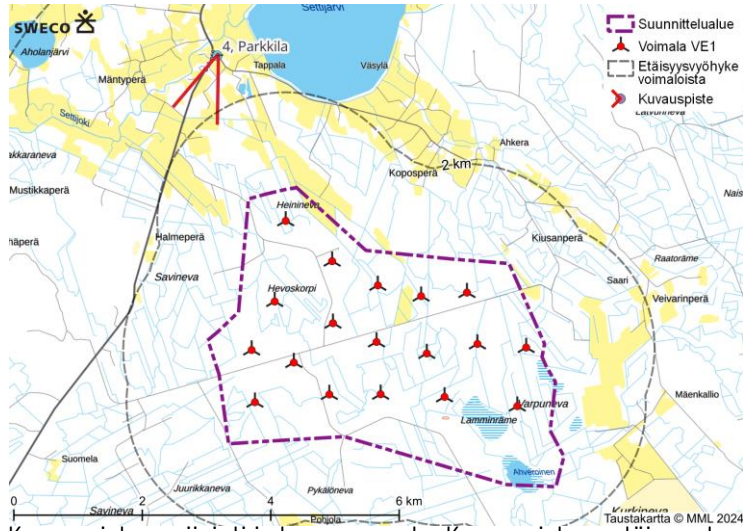 SWECO
Settijärvi
Aholanjärvi
4, Parkkila
Tappala
Väsylä
Mäntyperä
Settijoki
akkaraneva
Mustikkaperä
häperä
Halmeperä
Savineva
Heinineva
Hevoskorpi
Koposperä
2 km
Ahkera
Kiusanperä
Saari
Raatoräme
Veivarinperä
Nais
Mäenkallio
Varpuneva
Lamminräme
Ahveroinen
Suomela
Savineva
Juurikkaneva
Pykälöneva
Pohjola
Kurkineva
Suunnittelualue
Voimala VE1
Etäisyysvyöhyke
voimaloista
Kuvauspiste
0 2 4 6 km
Taustakartta © MML 2024